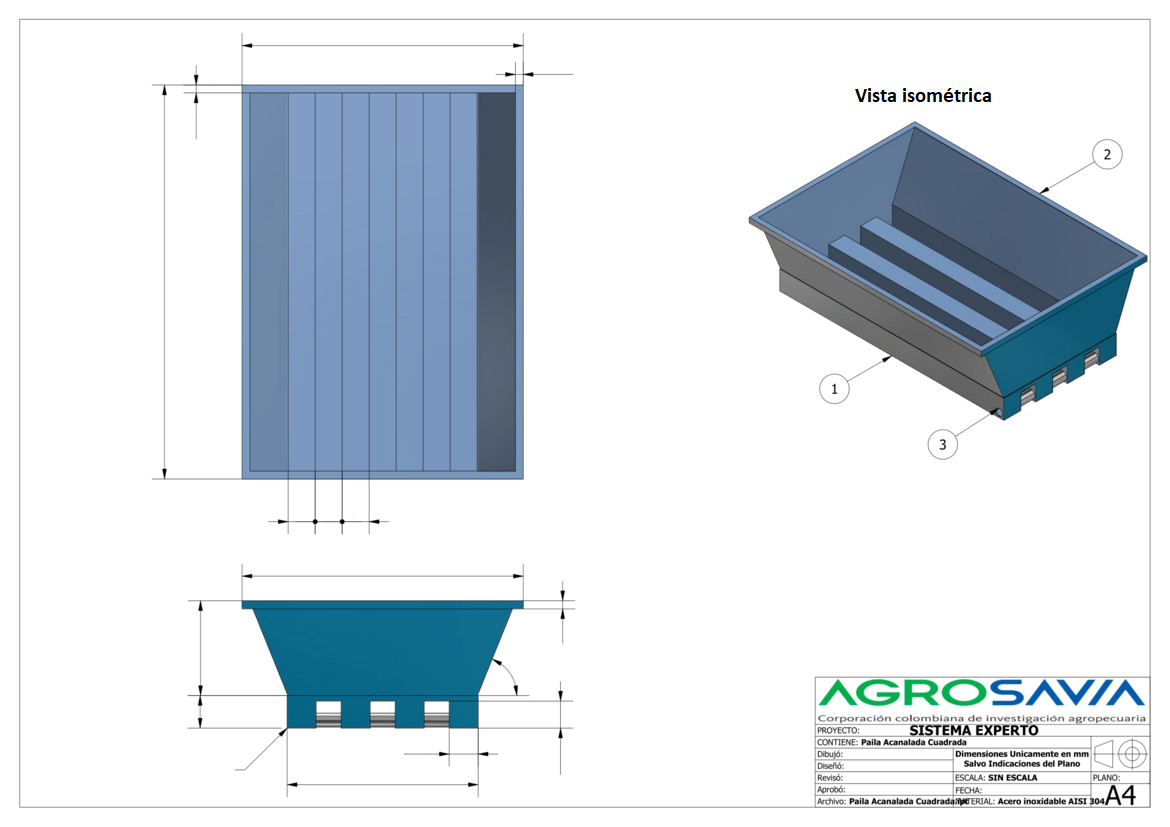 Vista isométrica
2
1
3
AGROSAVIA
Corporación colombiana de investigación agropecuaria
PROYECTO: SISTEMA EXPERTO
CONTIENE: Paila Acanalada Cuadrada
Dibujó:
Dimensiones Unicamente en mm
Diseñó:
Salvo Indicaciones del Plano
Revisó:
ESCALA: SIN ESCALA
PLANO:
Aprobó:
FECHA:
A4
Archivo: Paila Acanalada Cuadrada
MATERIAL: Acero inoxidable AISI 304